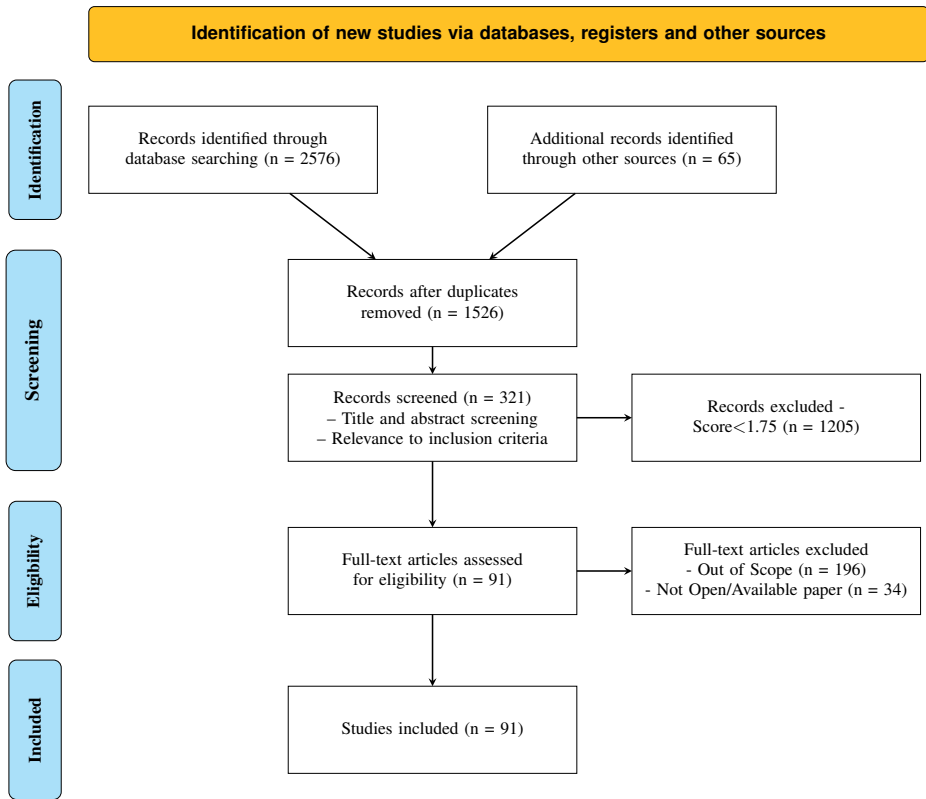 Identification of new studies via databases, registers and other sources
Identification
Records identified through
database searching (n = 2576)
Additional records identified
through other sources (n = 65)
Screening
Records after duplicates
removed (n = 1526)
Records screened (n = 321)
– Title and abstract screening
– Relevance to inclusion criteria
Records excluded -
Score<1.75 (n = 1205)
Eligibility
Full-text articles assessed
for eligibility (n = 91)
Full-text articles excluded
- Out of Scope (n = 196)
- Not Open/Available paper (n = 34)
Included
Studies included (n = 91)